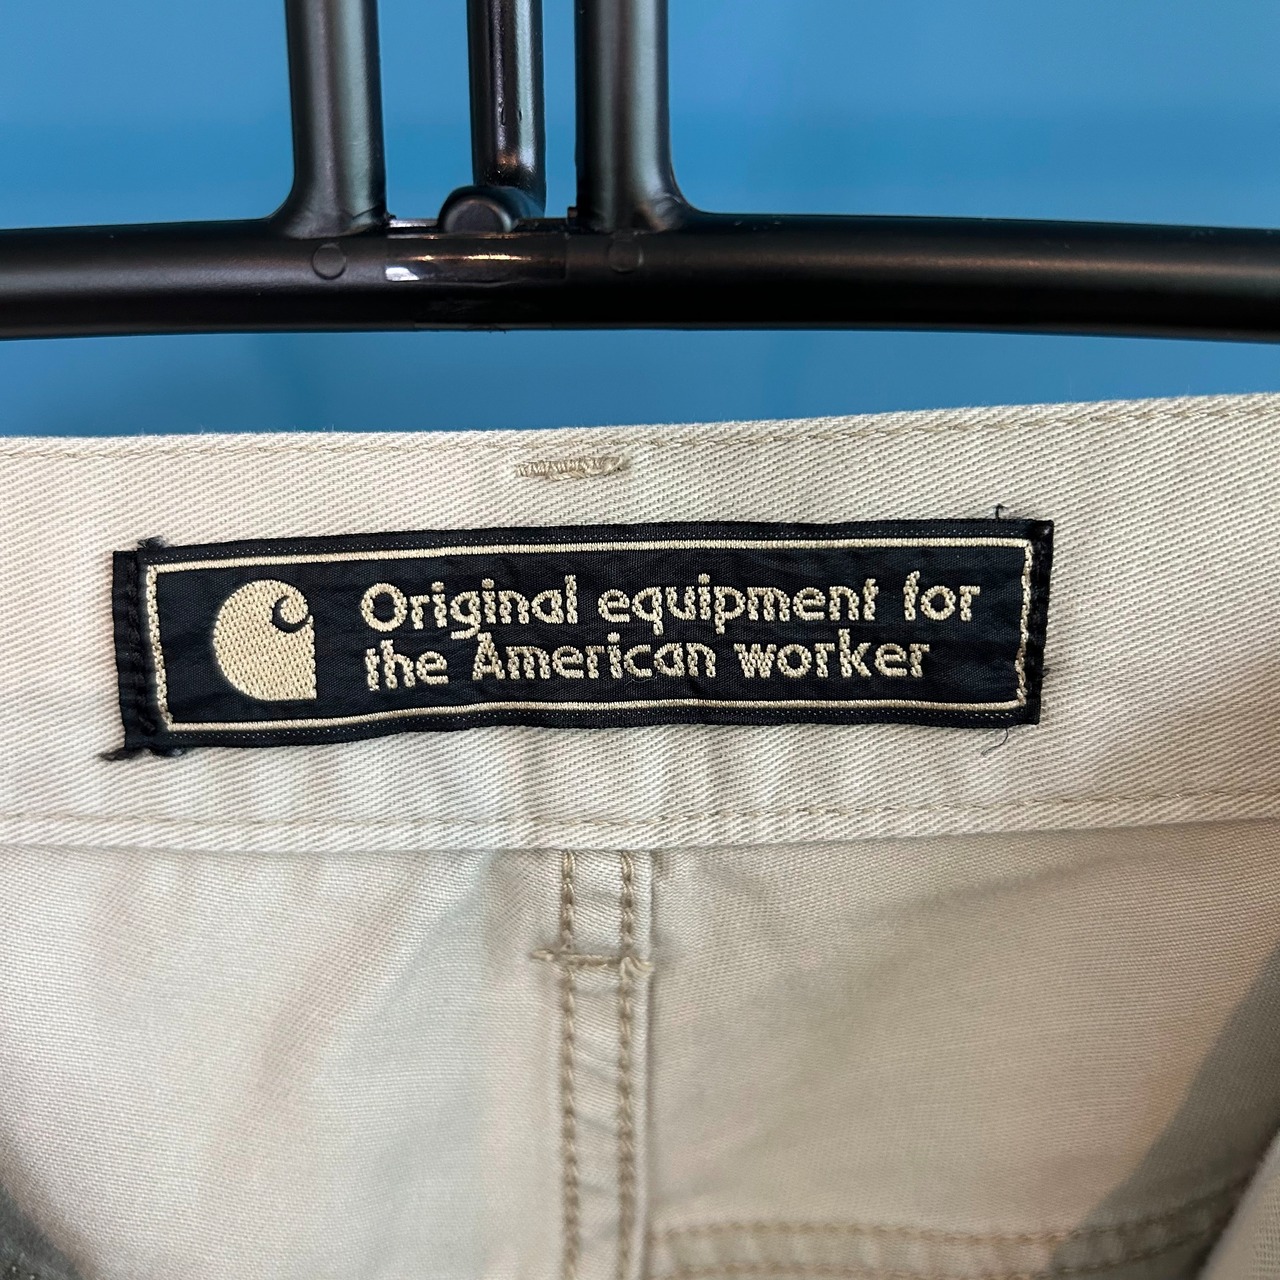 Original equipment for
the American worker